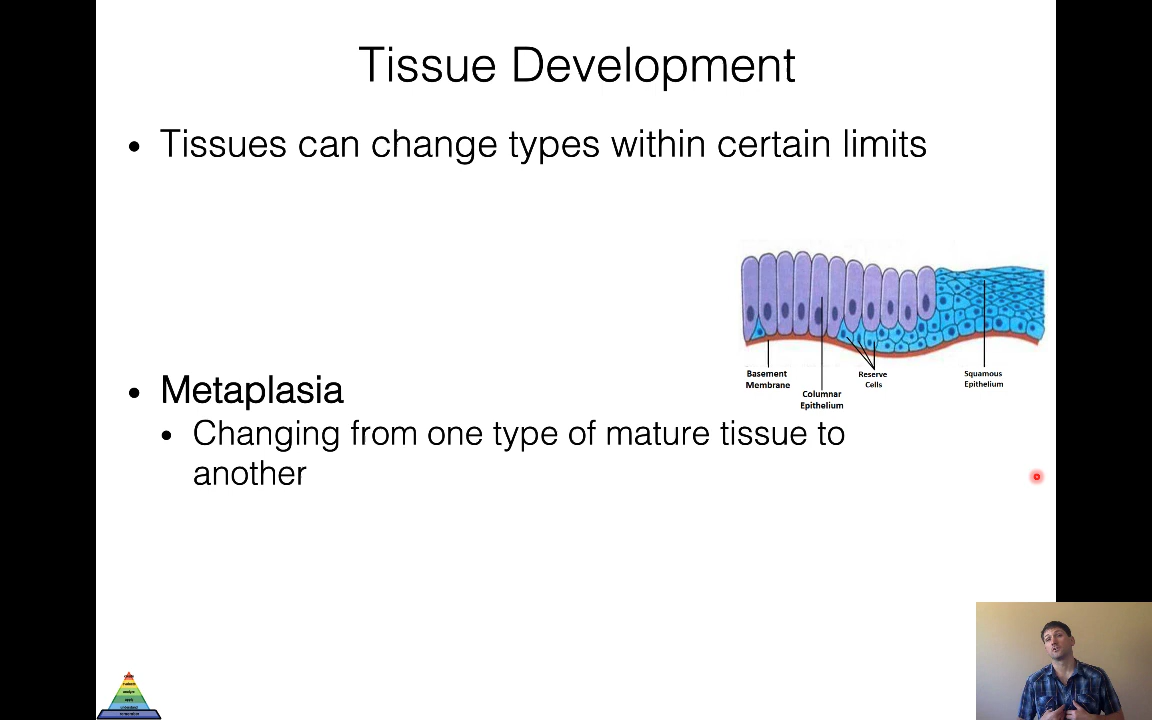 Tissue Development
• Tissues can change types within certain limits
Basement
Membrane
Columnar
Epithelium
Reserve
Cells
Squamous
Epithelium
• Metaplasia
• Changing from one type of mature tissue to
another